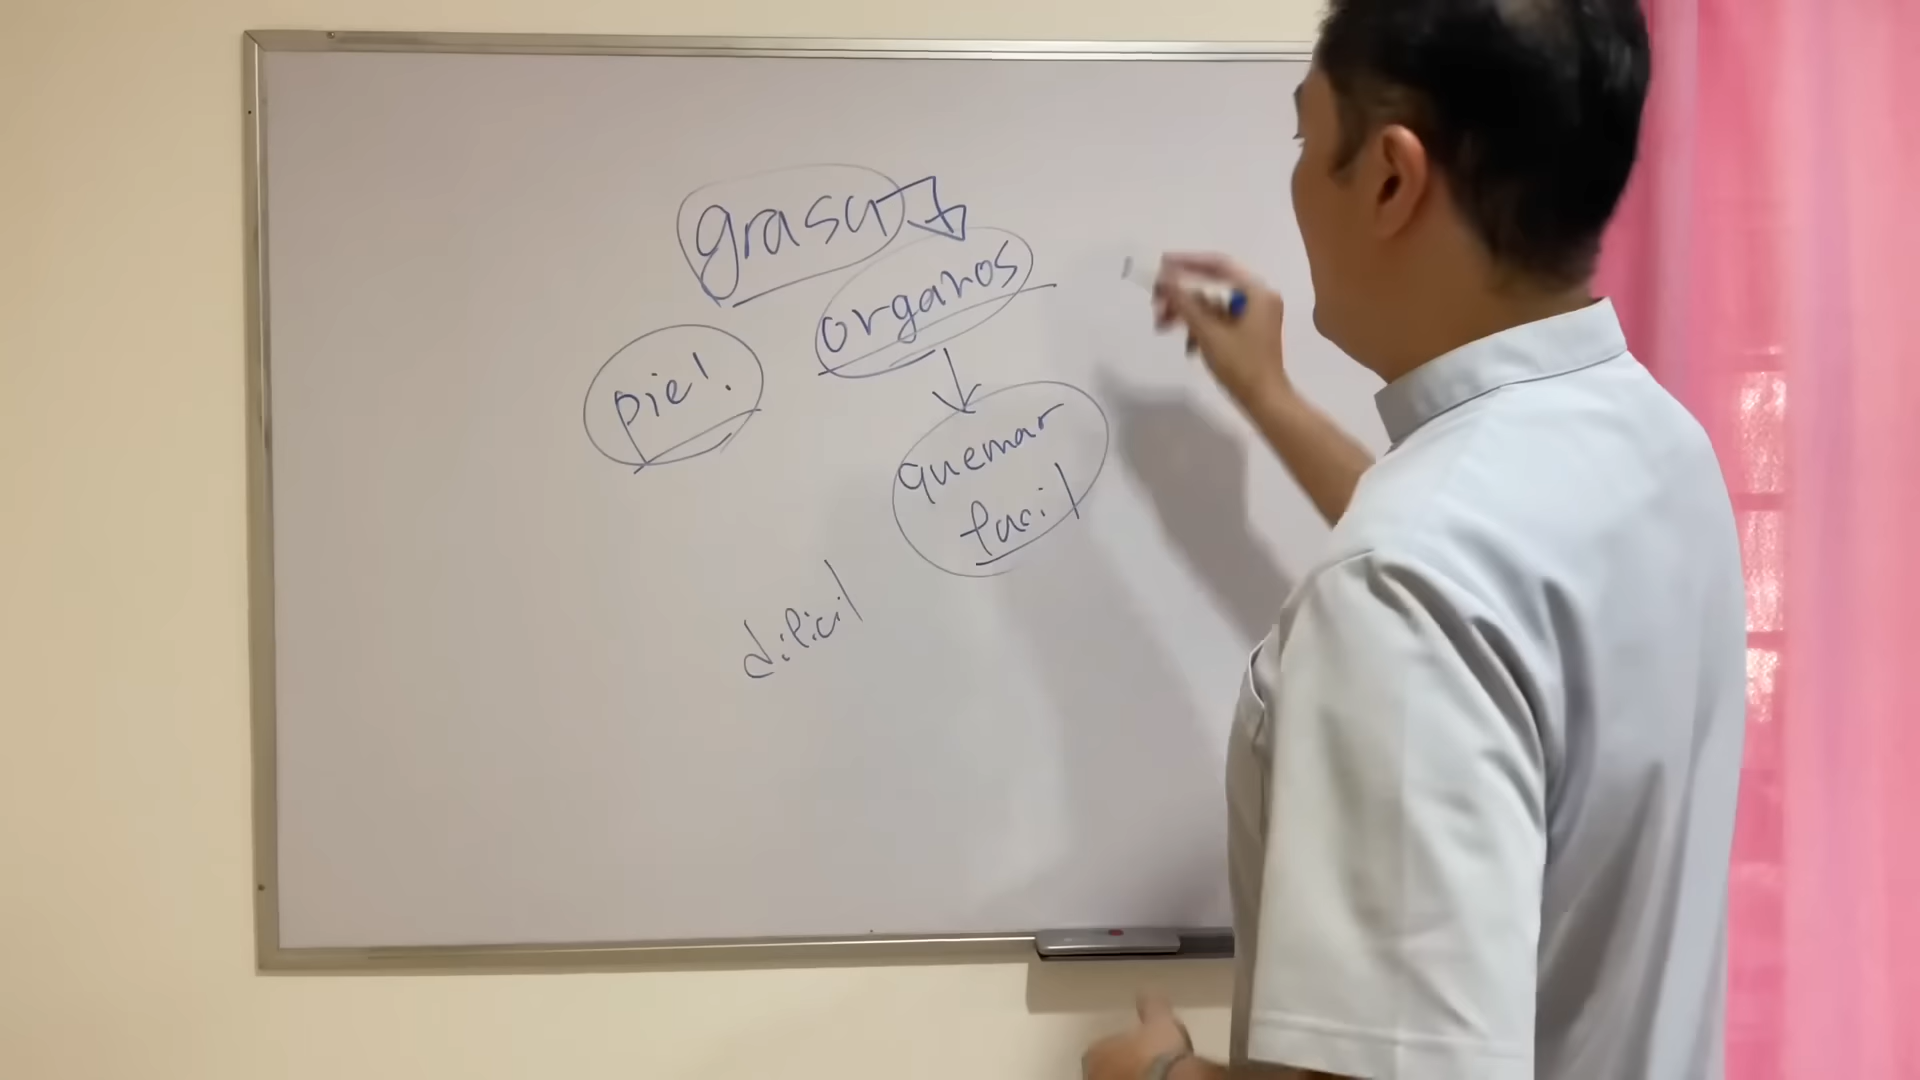 grasa
organos
piel.
quemar
facil
dificil